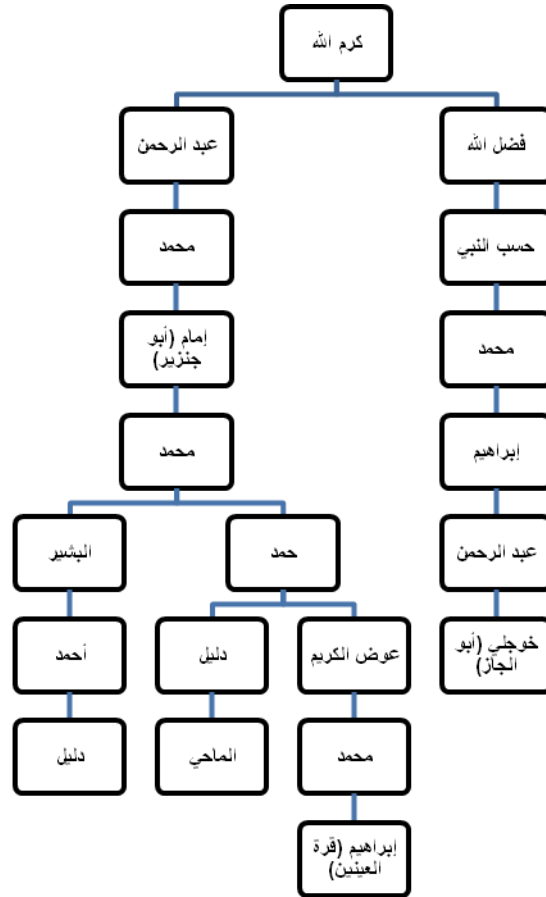 كرم الله
فضل الله
عبد الرحمن
حسب النبي
محمد
محمد
إمام (أبو
جنزير)
إبراهيم
محمد
عبد الرحمن
حمد
البشير
خوجلي (أبو
الجاز)
عوض الكريم
دليل
أحمد
محمد
الماحي
دليل
إبراهيم (قرة
العينين)